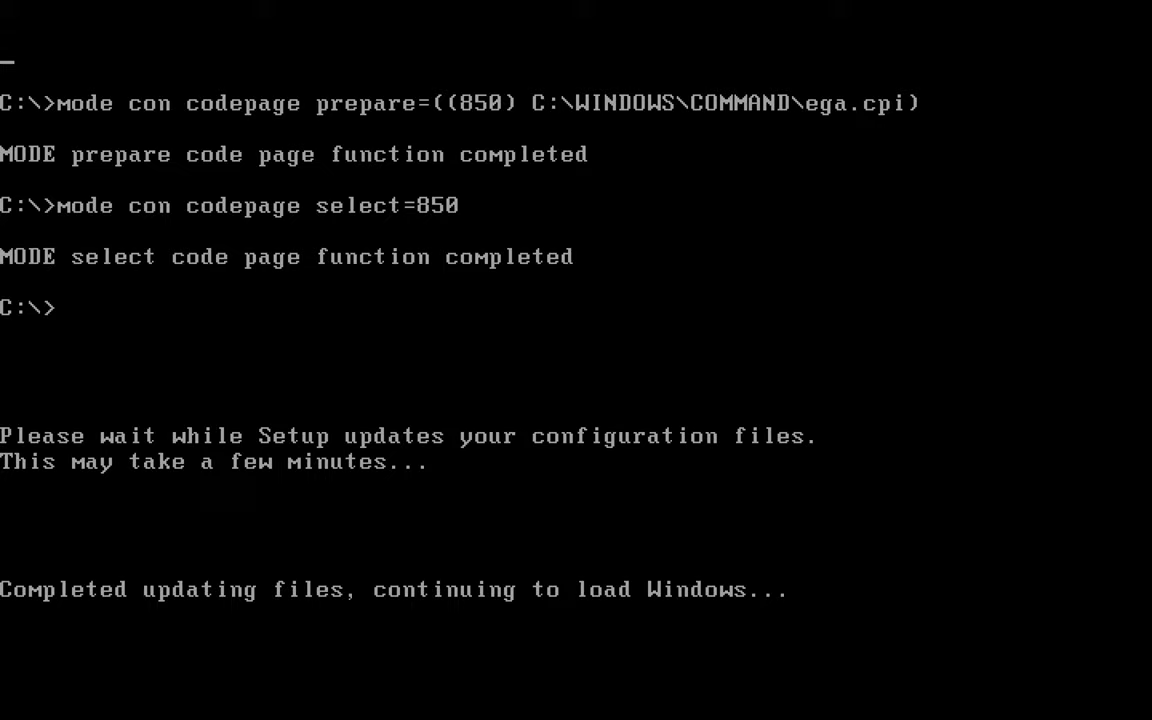 C:\>mode con codepage prepare=((850) C:\WINDOWS\COMMAND\ega.cpi)
MODE prepare code page function completed
C:\>mode con codepage select=850
MODE select code page function completed
C:\>
Please wait while Setup updates your configuration files.
This may take a few minutes...
Completed updating files, continuing to load Windows...